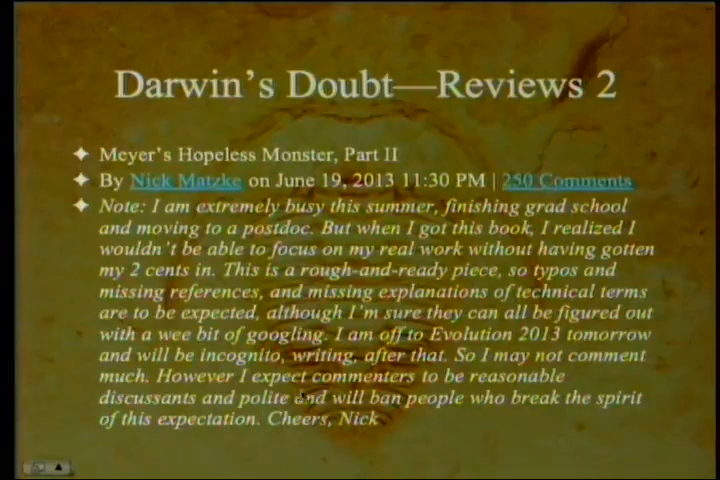 Darwin's Doubt—Reviews 2
Meyer's Hopeless Monster, Part II
By Nick Matzke on June 19, 2013 11:30 PM | 250 Comments
Note: I am extremely busy this summer, finishing grad school
and moving to a postdoc. But when I got this book, I realized I
wouldn't be able to focus on my real work without having gotten
my 2 cents in. This is a rough-and-ready piece, so typos and
missing references, and missing explanations of technical terms
are to be expected, although I'm sure they can all be figured out
with a wee bit of googling. I am off to Evolution 2013 tomorrow
and will be incognito, writing, after that. So I may not comment
much. However I expect commenters to be reasonable
discussants and polite and will ban people who break the spirit
of this expectation. Cheers, Nick